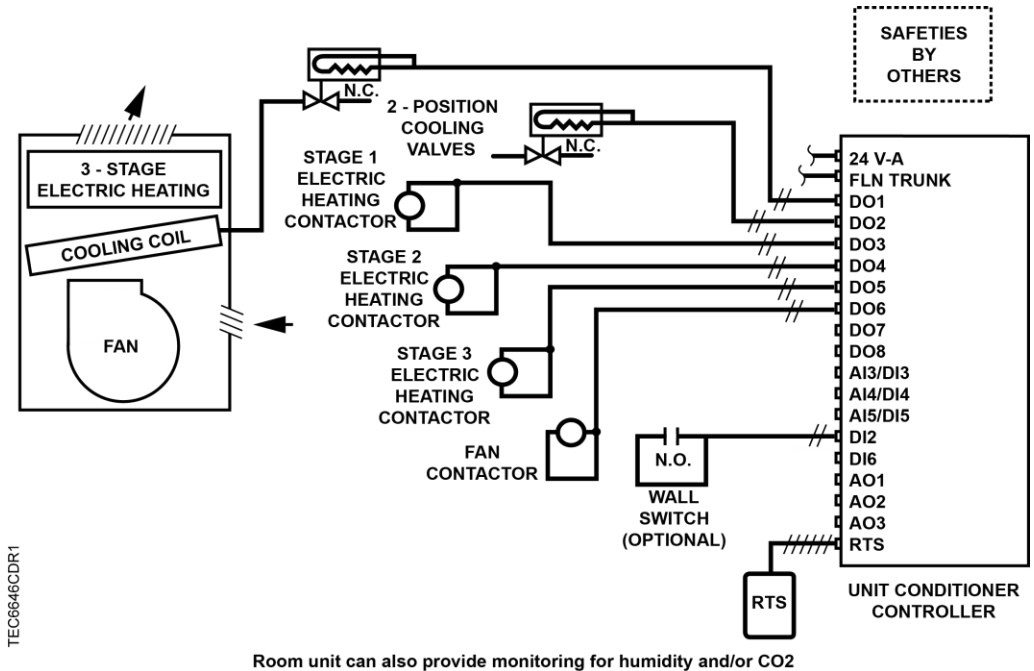 SAFETIES
BY
OTHERS
N.C.
2 - POSITION
COOLING
VALVES
N.C.
3 - STAGE
ELECTRIC HEATING
COOLING COIL
FAN
STAGE 1
ELECTRIC
HEATING
CONTACTOR
STAGE 2
ELECTRIC
HEATING
CONTACTOR
STAGE 3
ELECTRIC
HEATING
CONTACTOR
FAN
CONTACTOR
N.O.
WALL
SWITCH
(OPTIONAL)
24 V-A
FLN TRUNK
DO1
DO2
DO3
DO4
DO5
DO6
DO7
DO8
AI3/DI3
AI4/DI4
AI5/DI5
DI2
DI6
AO1
AO2
AO3
RTS
RTS
UNIT CONDITIONER
CONTROLLER
TEC6646CDR1
Room unit can also provide monitoring for humidity and/or CO2